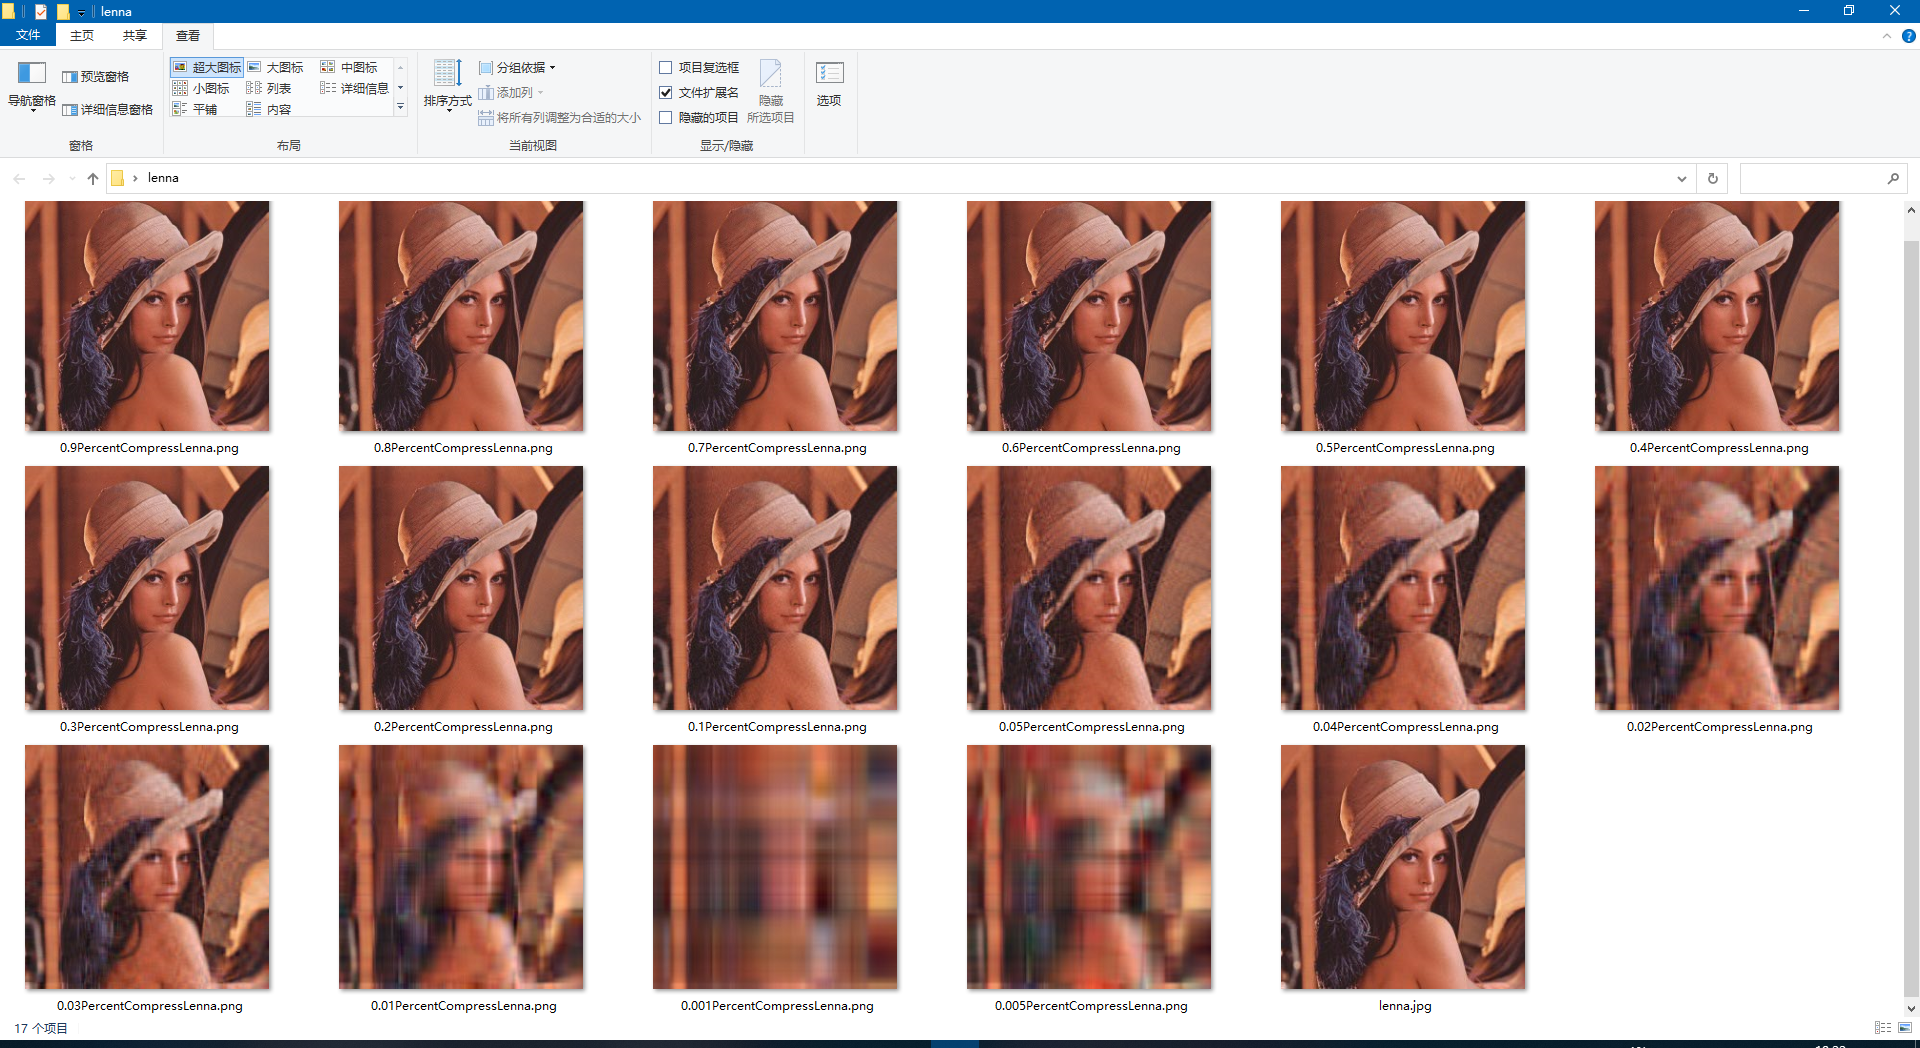 lenna
文件 主页 共享 查看
导航窗格
预览窗格
详细信息窗格
窗格
超大图标 大图标 中图标
小图标 列表 详细信息
平铺 内容
布局
排序方式
分组依据
添加列
将所有列调整为合适的大小
当前视图
项目复选框
文件扩展名
隐藏的项目
隐藏
所选项目
显示/隐藏
选项
lenna
0.9PercentCompressLenna.png
0.8PercentCompressLenna.png
0.7PercentCompressLenna.png
0.6PercentCompressLenna.png
0.5PercentCompressLenna.png
0.4PercentCompressLenna.png
0.3PercentCompressLenna.png
0.2PercentCompressLenna.png
0.1PercentCompressLenna.png
0.05PercentCompressLenna.png
0.04PercentCompressLenna.png
0.02PercentCompressLenna.png
0.03PercentCompressLenna.png
0.01PercentCompressLenna.png
0.001PercentCompressLenna.png
0.005PercentCompressLenna.png
lenna.jpg
17 个项目